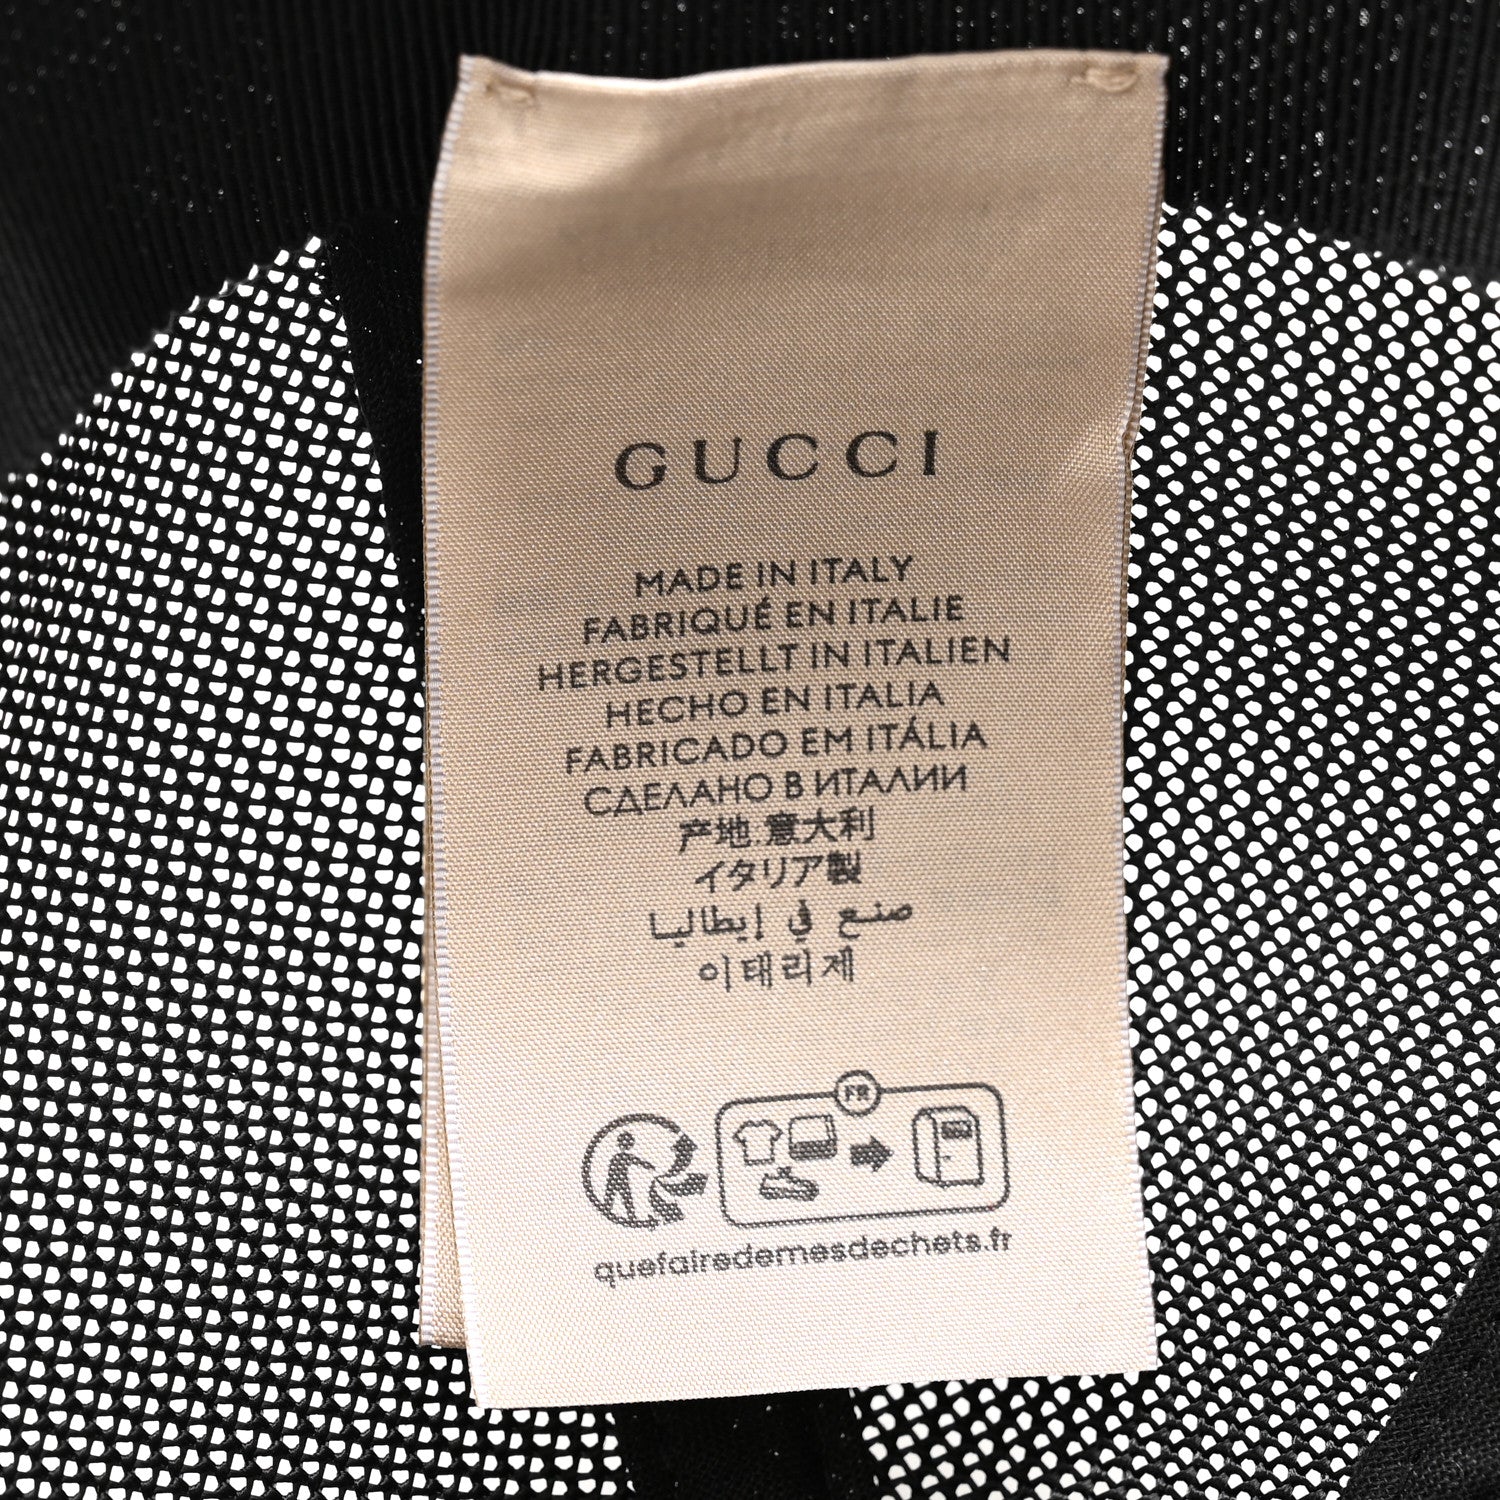 GUCCI
MADE IN ITALY
FABRIQUÉ EN ITALIE
HERGESTELLT IN ITALIEN
HECHO EN ITALIA
FABRICADO EM ITÁLIA
СДЕЛАНО В ИТАЛИИ
产地.意大利
イタリア製
صنع في إيطاليا
이태리제
FR
quefairedemesdechets.fr